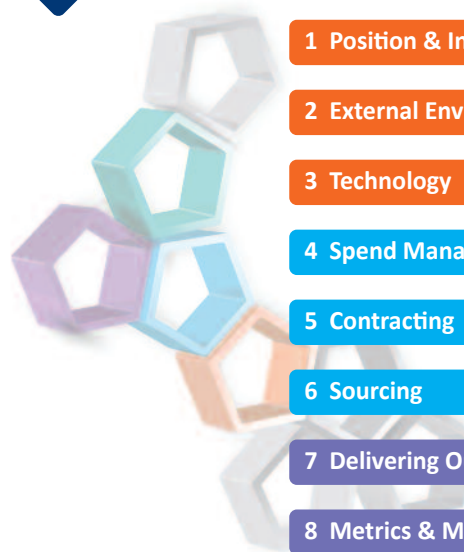 1 Position & In
2 External Env
3 Technology
4 Spend Mana
5 Contracting
6 Sourcing
7 Delivering O
8 Metrics & M